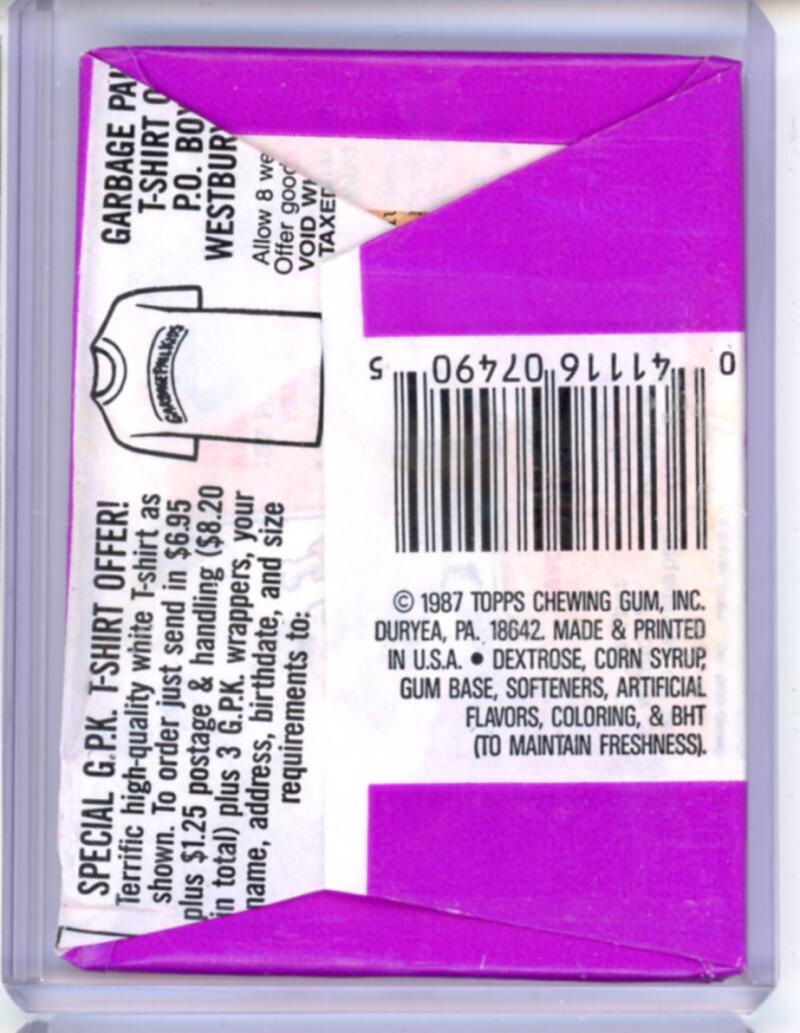 GARBAGE PAI
T-SHIRT O
P.O. BOX
WESTBURY
Allow 8 we
Offer good
VOID WH
TAXED
GARBAGE PAIL KIDS
SPECIAL G.P.K. T-SHIRT OFFER!
Terrific high-quality white T-shirt as
shown. To order just send in $6.95
plus $1.25 postage & handling ($8.20
in total) plus 3 G.P.K. wrappers, your
name, address, birthdate, and size
requirements to:
0 41116 07490 5
© 1987 TOPPS CHEWING GUM, INC.
DURYEA, PA. 18642. MADE & PRINTED
IN U.S.A. • DEXTROSE, CORN SYRUP,
GUM BASE, SOFTENERS, ARTIFICIAL
FLAVORS, COLORING, & BHT
(TO MAINTAIN FRESHNESS).